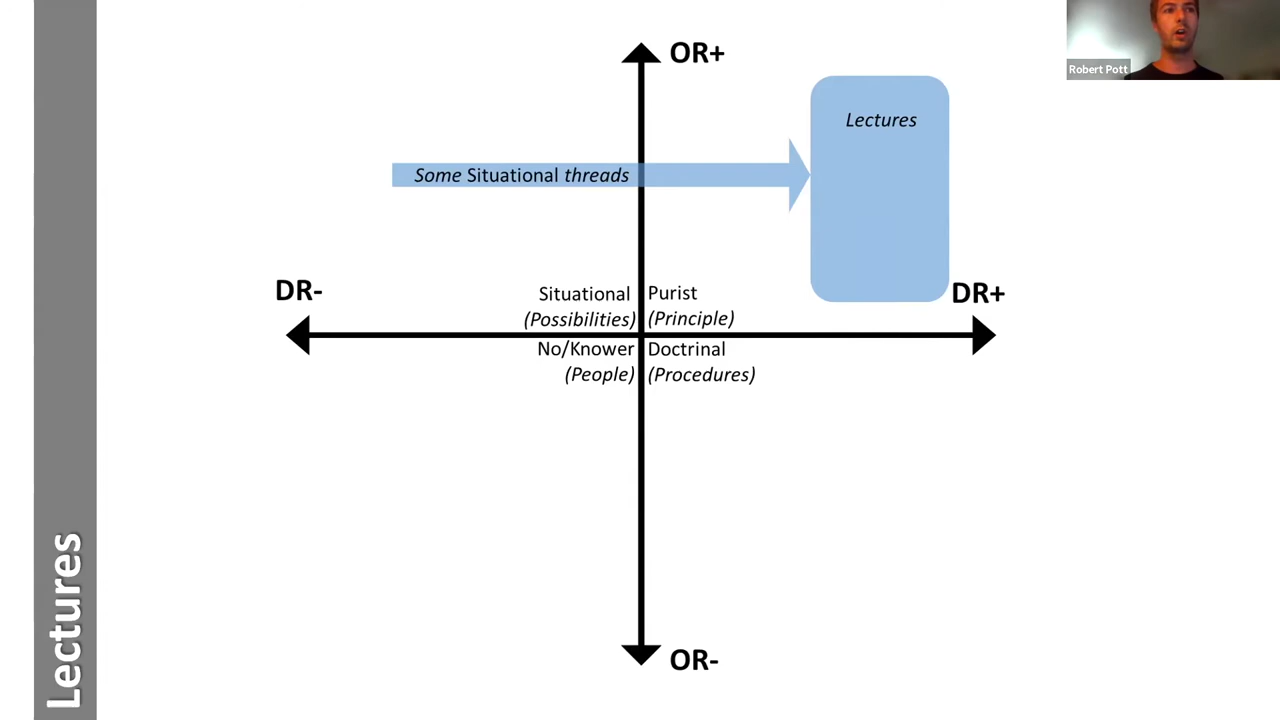 OR+
Robert Pott
Lectures
Some Situational threads
DR-
DR+
Situational
(Possibilities)
Purist
(Principle)
No/Knower
(People)
Doctrinal
(Procedures)
OR-
Lectures